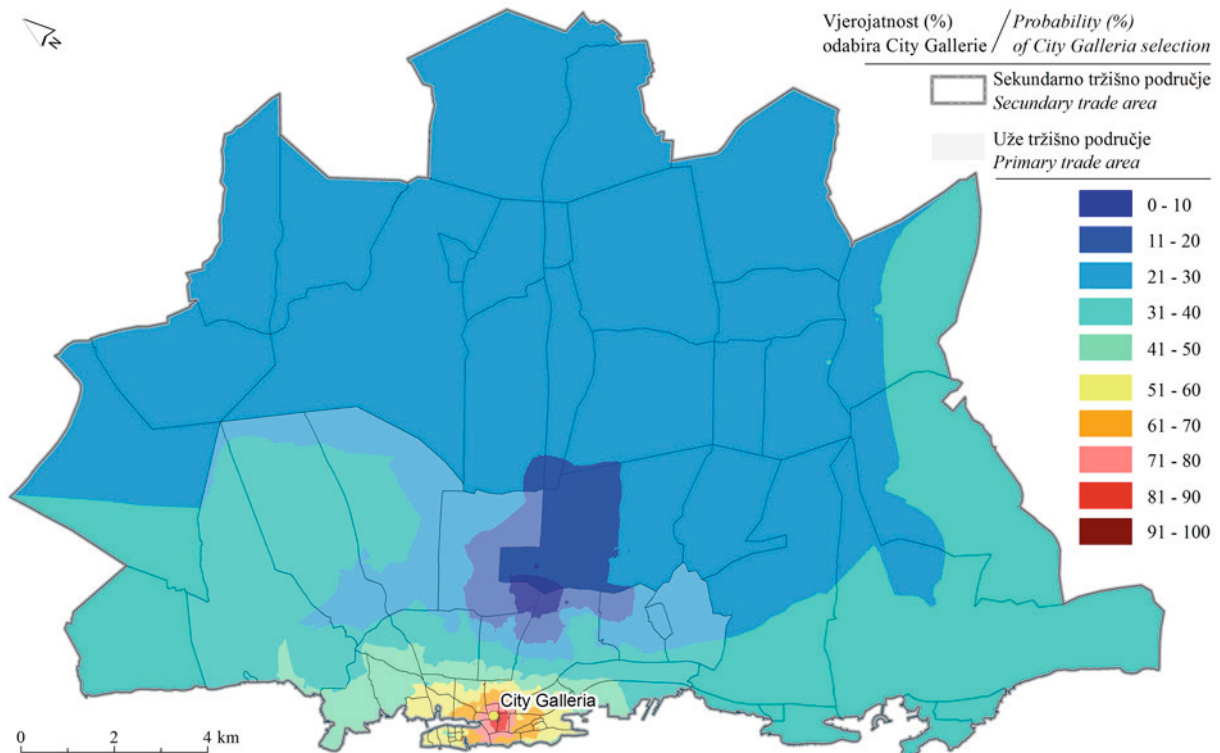 N
Vjerojatnost (%) / Probability (%)
odabira City Gallerie / of City Galleria selection
Sekundarno tržišno područje
Secundary trade area
Uže tržišno područje
Primary trade area
0 - 10
11 - 20
21 - 30
31 - 40
41 - 50
51 - 60
61 - 70
71 - 80
81 - 90
91 - 100
City Galleria
0 1 2 4 km